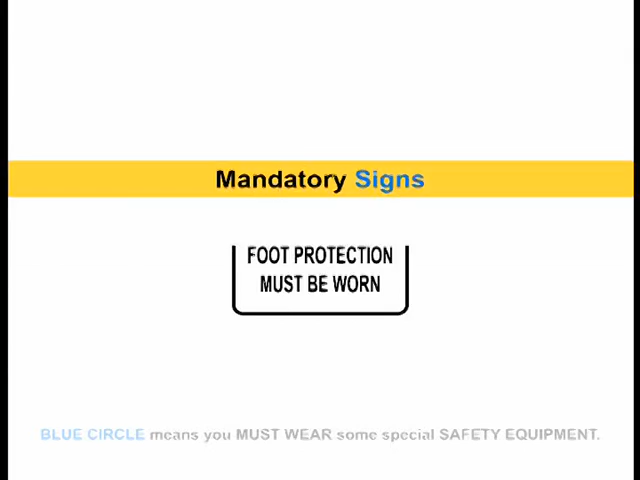 Mandatory Signs
FOOT PROTECTION
MUST BE WORN
BLUE CIRCLE means you MUST WEAR some special SAFETY EQUIPMENT.